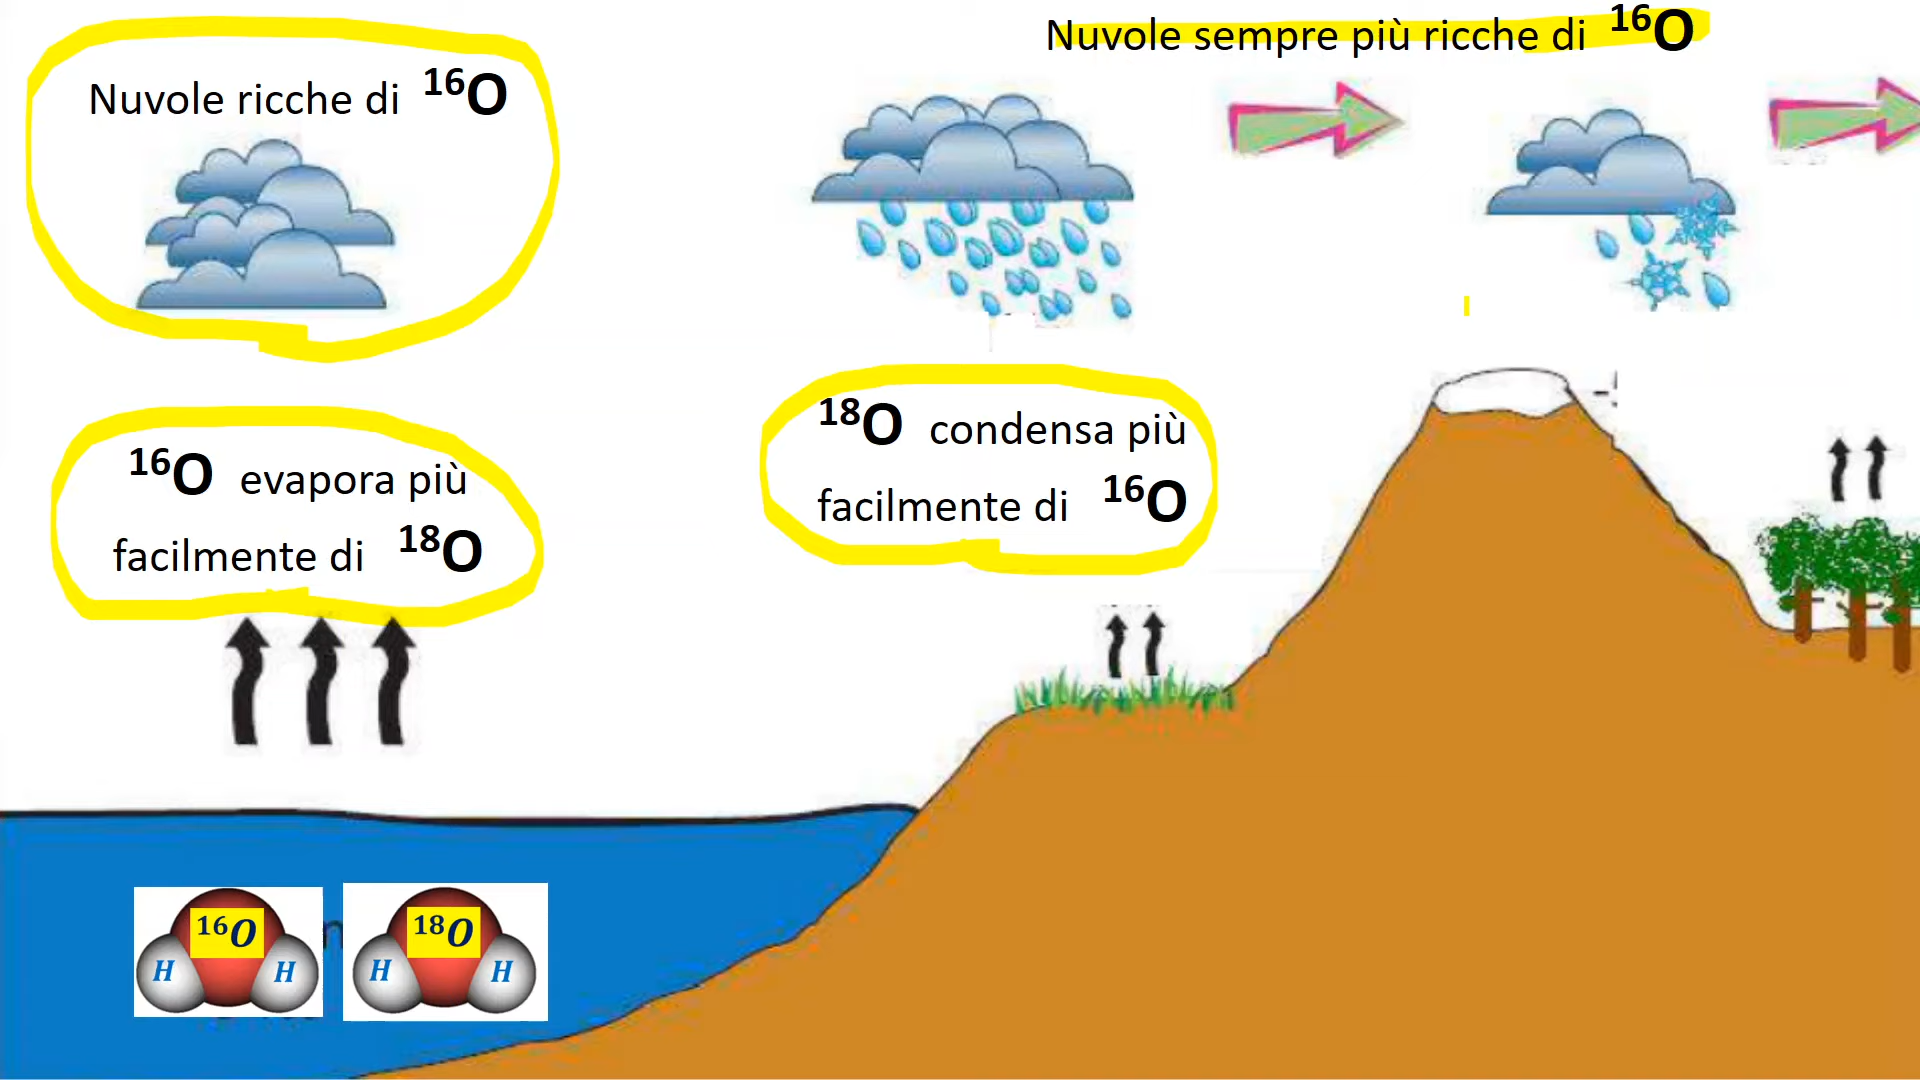 Nuvole ricche di ¹⁶O
Nuvole sempre più ricche di ¹⁶O
¹⁶O evapora più
facilmente di ¹⁸O
¹⁸O condensa più
facilmente di ¹⁶O
¹⁶O
H H
¹⁸O
H H